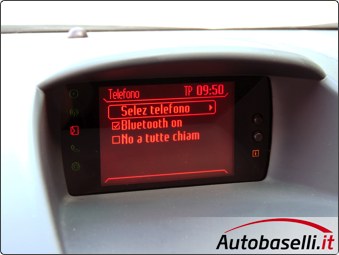 Telefono TP 09:50
Selez telefono
Bluetooth on
No a tutte chiam
Autobaselli.it